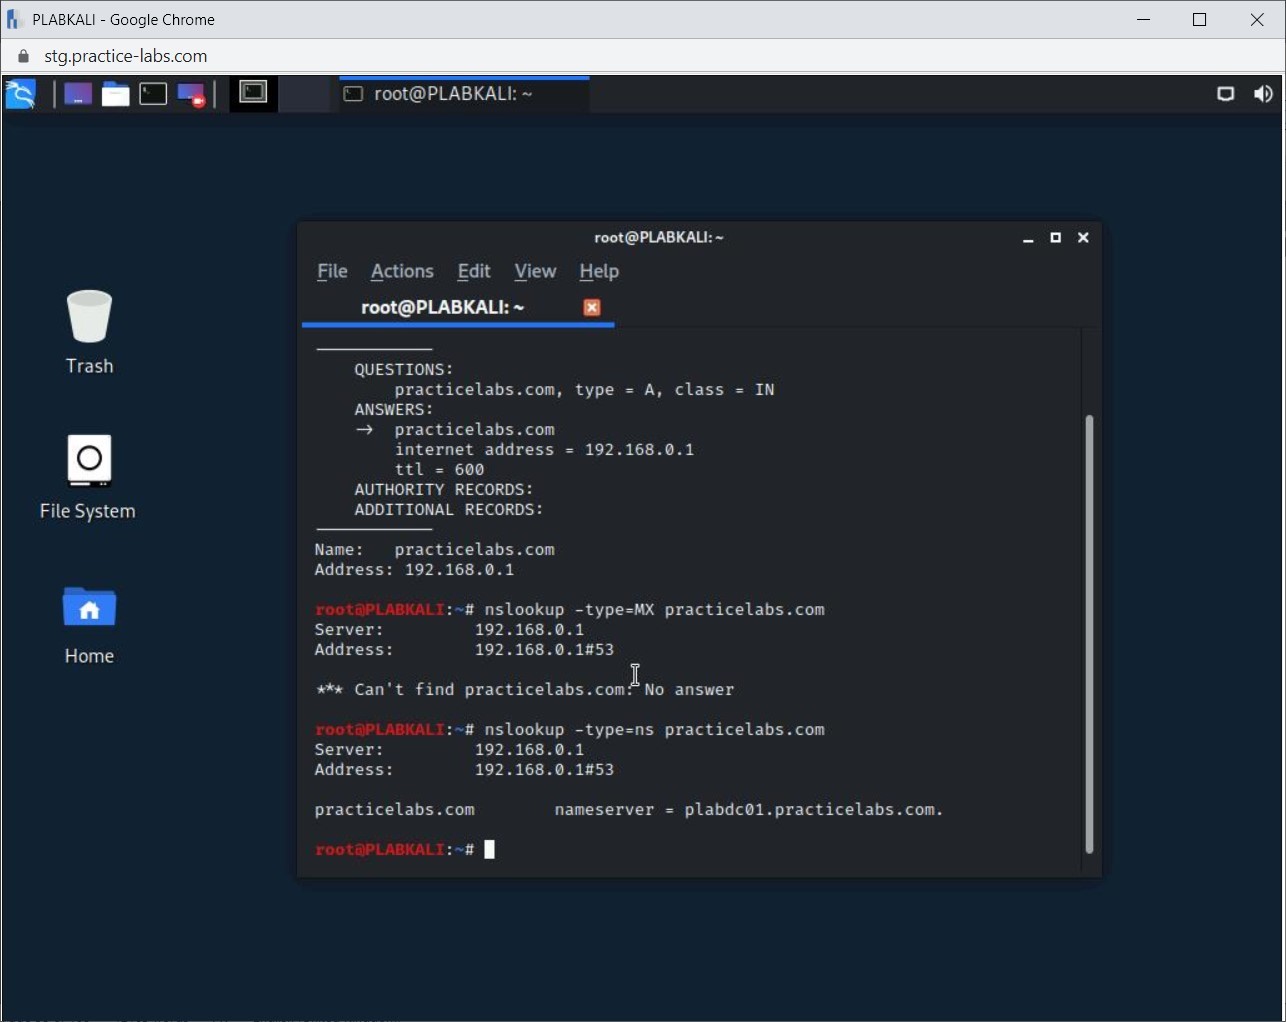 PLABKALI - Google Chrome
stg.practice-labs.com
root@PLABKALI: ~
root@PLABKALI: ~
File Actions Edit View Help
root@PLABKALI: ~
QUESTIONS:
practicelabs.com, type = A, class = IN
ANSWERS:
→ practicelabs.com
internet address = 192.168.0.1
ttl = 600
AUTHORITY RECORDS:
ADDITIONAL RECORDS:
Name: practicelabs.com
Address: 192.168.0.1
root@PLABKALI:~# nslookup -type=MX practicelabs.com
Server: 192.168.0.1
Address: 192.168.0.1#53
*** Can't find practicelabs.com: No answer
root@PLABKALI:~# nslookup -type=ns practicelabs.com
Server: 192.168.0.1
Address: 192.168.0.1#53
practicelabs.com nameserver = plabdc01.practicelabs.com.
root@PLABKALI:~#
Trash
File System
Home